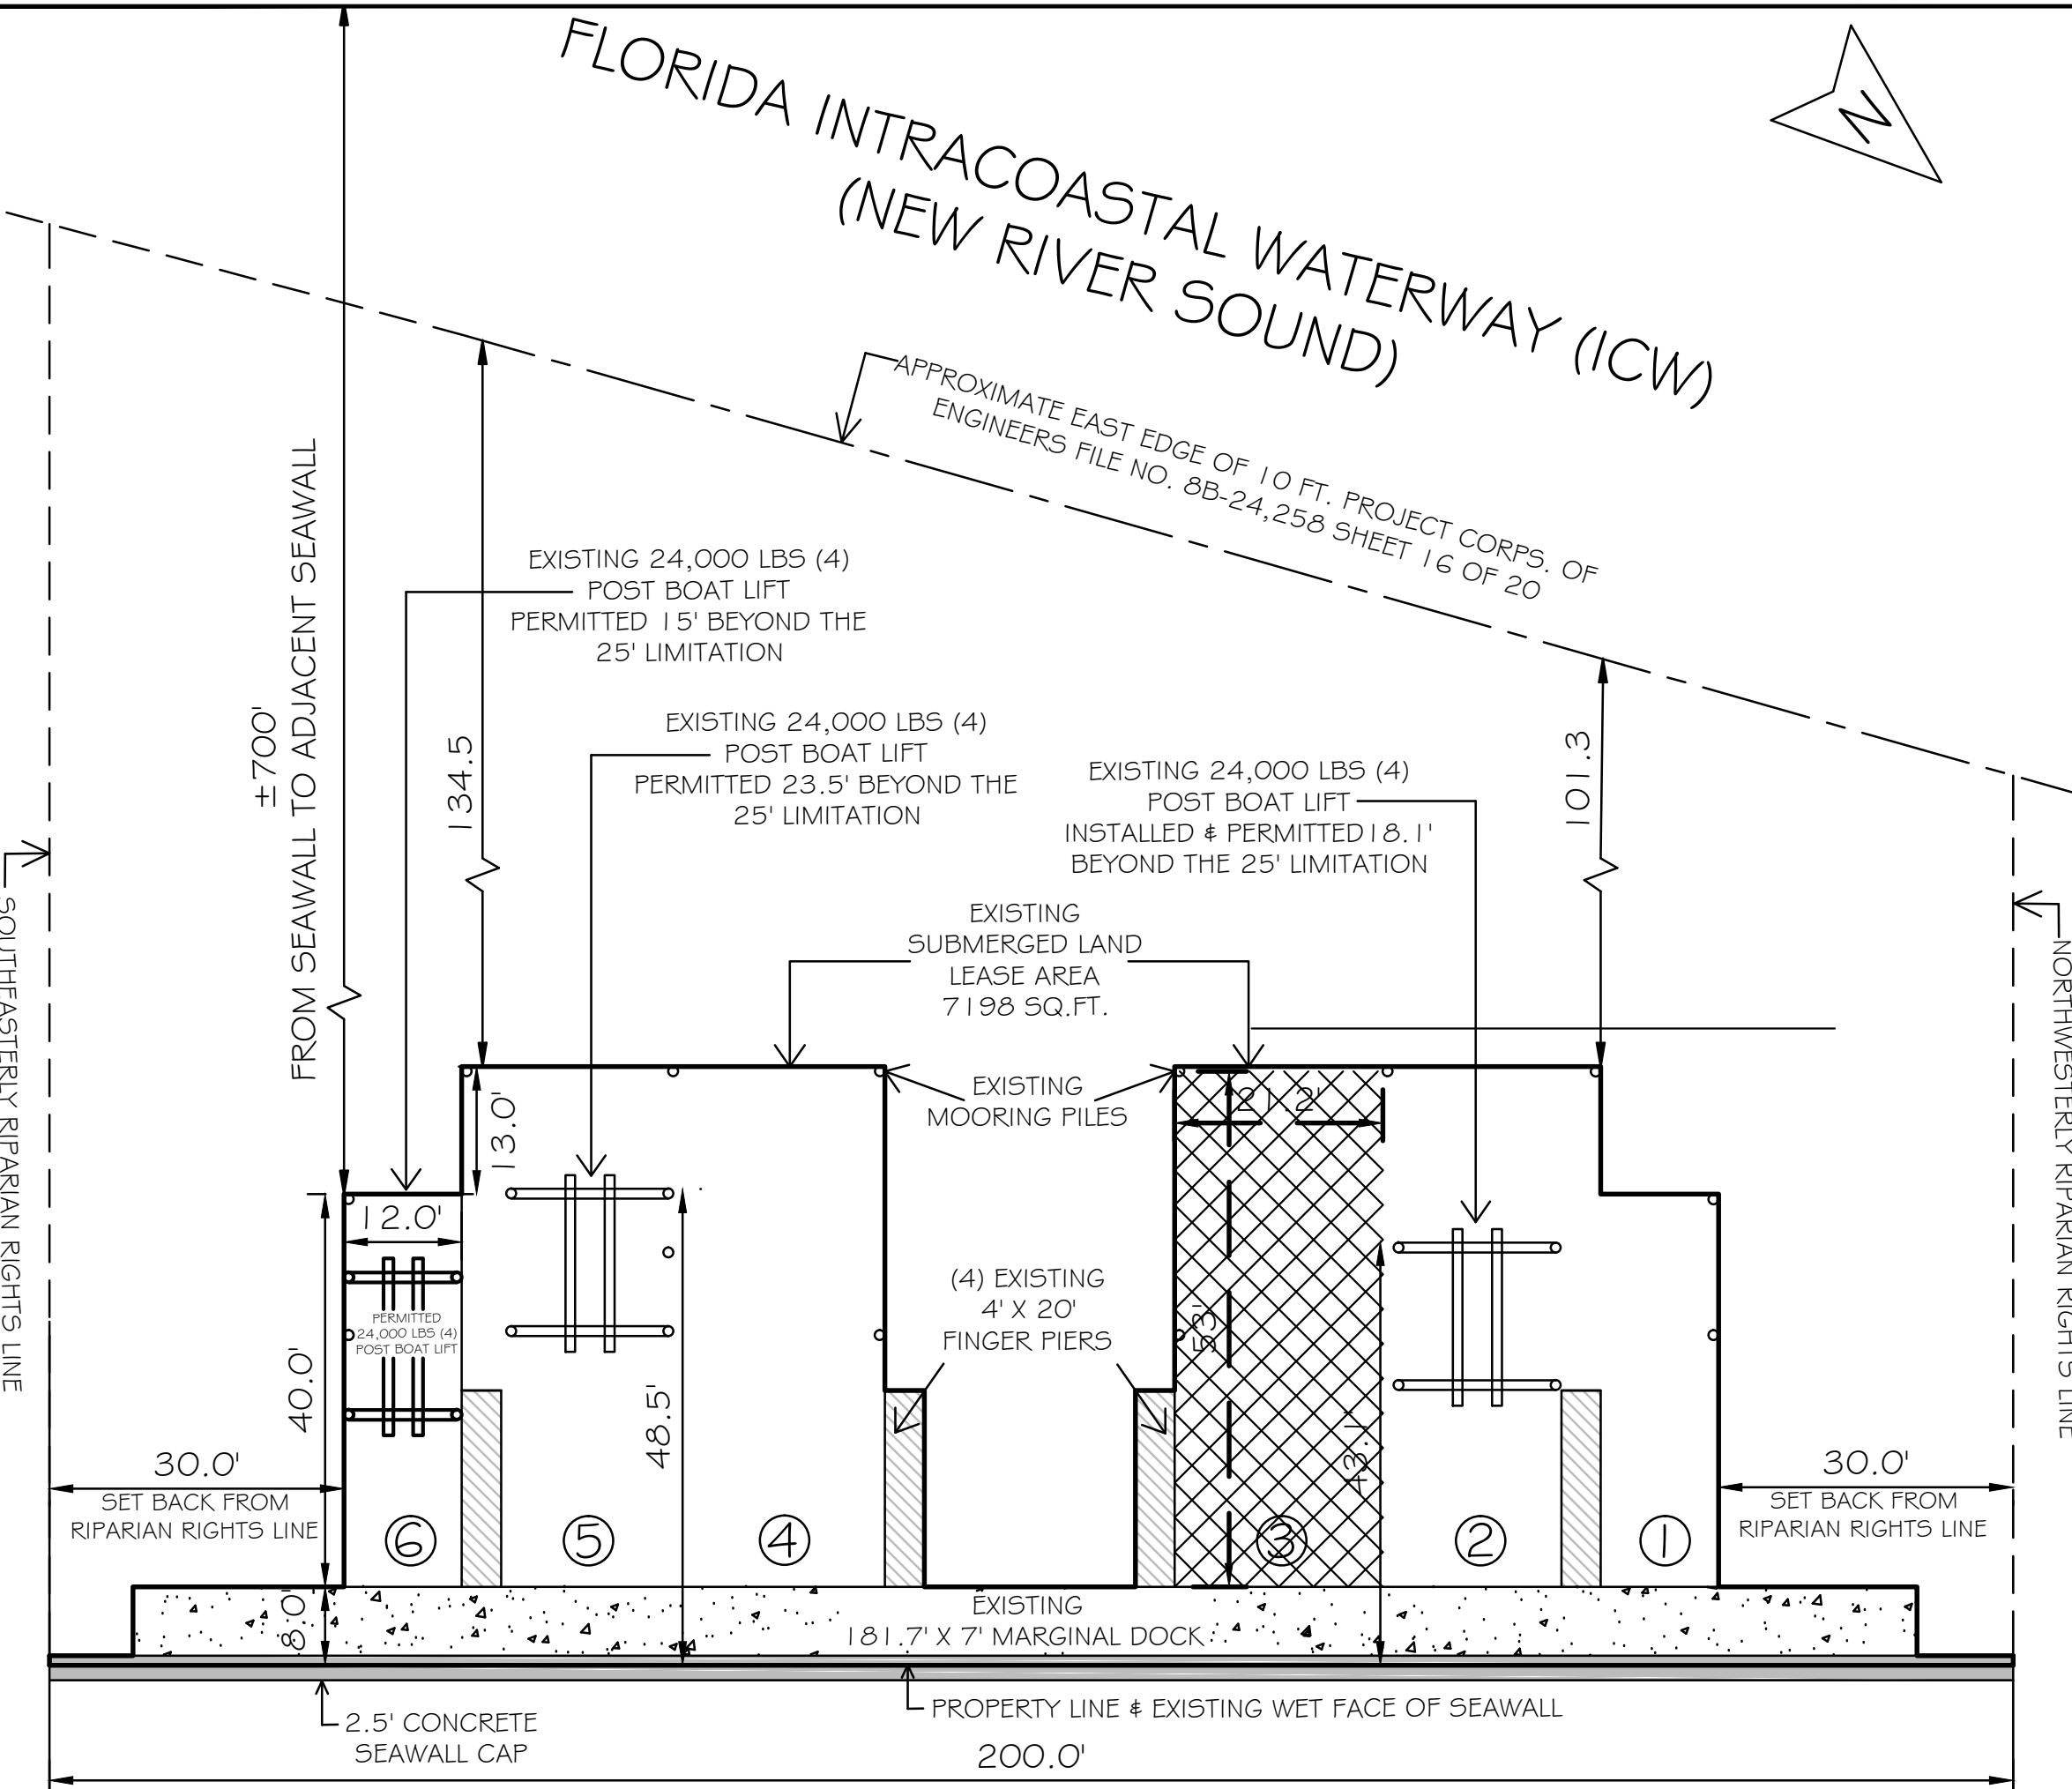 FLORIDA INTRACOASTAL WATERWAY (ICW)
(NEW RIVER SOUND)
N
APPROXIMATE EAST EDGE OF 10 FT. PROJECT CORPS. OF
ENGINEERS FILE NO. 8B-24,258 SHEET 16 OF 20
±700'
FROM SEAWALL TO ADJACENT SEAWALL
134.5
101.3
EXISTING 24,000 LBS (4)
POST BOAT LIFT
PERMITTED 15' BEYOND THE
25' LIMITATION
EXISTING 24,000 LBS (4)
POST BOAT LIFT
PERMITTED 23.5' BEYOND THE
25' LIMITATION
EXISTING 24,000 LBS (4)
POST BOAT LIFT
INSTALLED & PERMITTED 18.1'
BEYOND THE 25' LIMITATION
SOUTHEASTERLY RIPARIAN RIGHTS LINE
NORTHWESTERLY RIPARIAN RIGHTS LINE
EXISTING
SUBMERGED LAND
LEASE AREA
7198 SQ.FT.
EXISTING
MOORING PILES
13.0'
21.2'
12.0'
PERMITTED
24,000 LBS (4)
POST BOAT LIFT
(4) EXISTING
4' X 20'
FINGER PIERS
53'
40.0'
48.5'
43.1'
30.0'
SET BACK FROM
RIPARIAN RIGHTS LINE
30.0'
SET BACK FROM
RIPARIAN RIGHTS LINE
6
5
4
3
2
1
8.0'
EXISTING
181.7' X 7' MARGINAL DOCK
PROPERTY LINE & EXISTING WET FACE OF SEAWALL
2.5' CONCRETE
SEAWALL CAP
200.0'